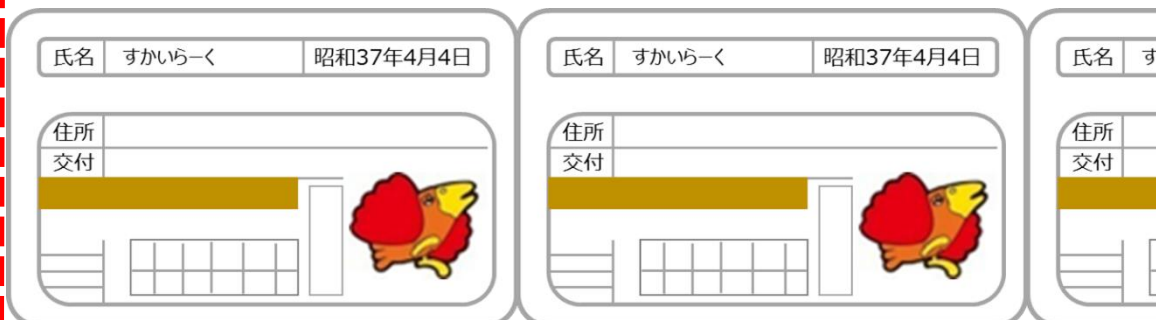 氏名 すかいらーく 昭和37年4月4日
住所
交付
氏名 すかいらーく 昭和37年4月4日
住所
交付
氏名 す
住所
交付